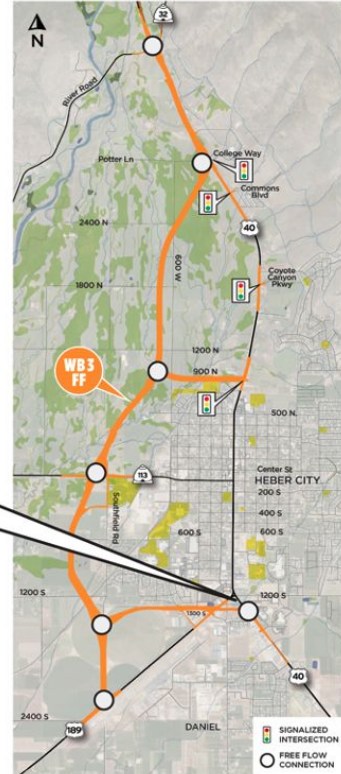 32
N
River Road
College Way
Potter Ln
Commons
Blvd
2400 N
40
600 W
Coyote
Canyon
Pkwy
1800 N
1200 N
WB3
FF
900 N
500 N
Center St
113
HEBER CITY
200 S
400 S
Southfield Rd
600 S
600 S
1200 S
1200 S
1300 S
40
2400 S
189
DANIEL
SIGNALIZED
INTERSECTION
FREE FLOW
CONNECTION